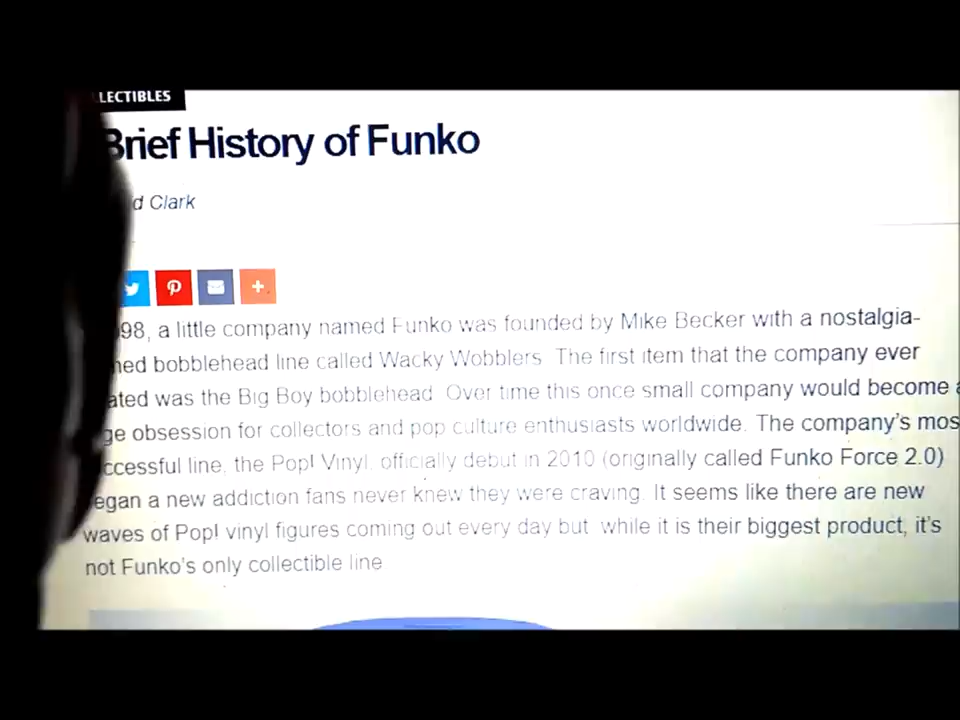 LECTIBLES
Brief History of Funko
d Clark
98, a little company named Funko was founded by Mike Becker with a nostalgia-
ned bobblehead line called Wacky Wobblers. The first item that the company ever
ated was the Big Boy bobblehead. Over time this once small company would become a
ge obsession for collectors and pop culture enthusiasts worldwide. The company's mos
ccessful line, the Pop! Vinyl, officially debut in 2010 (originally called Funko Force 2.0)
egan a new addiction fans never knew they were craving. It seems like there are new
waves of Pop! vinyl figures coming out every day but while it is their biggest product, it's
not Funko's only collectible line